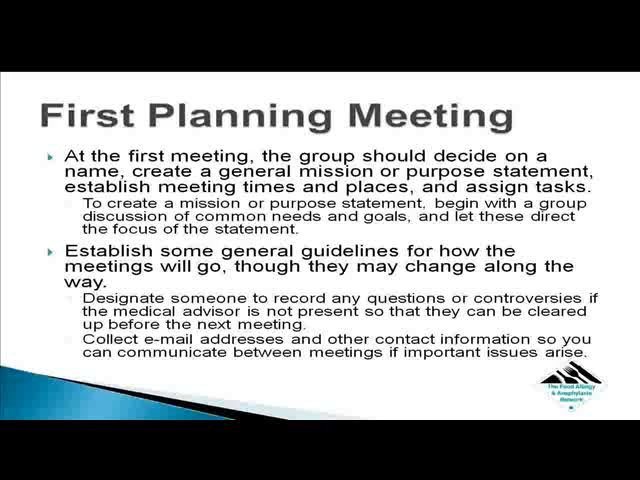 First Planning Meeting
At the first meeting, the group should decide on a
name, create a general mission or purpose statement,
establish meeting times and places, and assign tasks.
To create a mission or purpose statement, begin with a group
discussion of common needs and goals, and let these direct
the focus of the statement.
Establish some general guidelines for how the
meetings will go, though they may change along the
way.
Designate someone to record any questions or controversies if
the medical advisor is not present so that they can be cleared
up before the next meeting.
Collect e-mail addresses and other contact information so you
can communicate between meetings if important issues arise.
The Food Allergy
& Anaphylaxis
Network